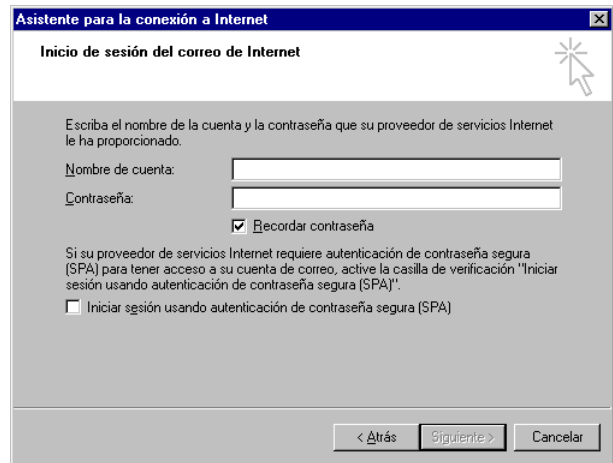 Asistente para la conexión a Internet
Inicio de sesión del correo de Internet
Escriba el nombre de la cuenta y la contraseña que su proveedor de servicios Internet
le ha proporcionado.
Nombre de cuenta:
Contraseña:
Recordar contraseña
Si su proveedor de servicios Internet requiere autenticación de contraseña segura
(SPA) para tener acceso a su cuenta de correo, active la casilla de verificación "Iniciar
sesión usando autenticación de contraseña segura (SPA)".
Iniciar sesión usando autenticación de contraseña segura (SPA)
< Atrás Siguiente > Cancelar